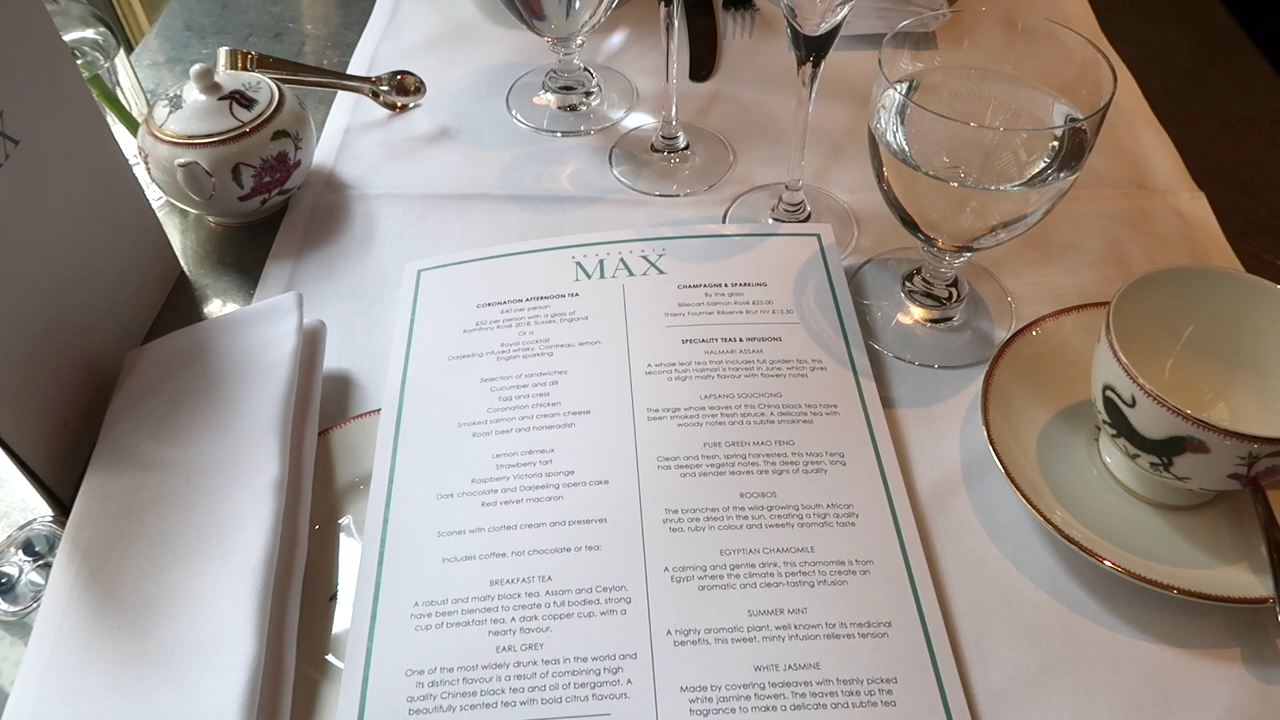 X
BRASSERIE
MAX
CORONATION AFTERNOON TEA
£40 per person
£52 per person with a glass of
Rathfinny Rosé 2018, Sussex, England
Or a
Royal cocktail
Darjeeling infused whisky, Cointreau, lemon,
English sparkling
Selection of sandwiches:
Cucumber and dill
Egg and cress
Coronation chicken
Smoked salmon and cream cheese
Roast beef and horseradish
Lemon crémeux
Strawberry tart
Raspberry Victoria sponge
Dark chocolate and Darjeeling opera cake
Red velvet macaron
Scones with clotted cream and preserves
Includes coffee, hot chocolate or tea:
BREAKFAST TEA
A robust and malty black tea. Assam and Ceylon,
have been blended to create a full bodied, strong
cup of breakfast tea. A dark copper cup, with a
hearty flavour.
EARL GREY
One of the most widely drunk teas in the world and
its distinct flavour is a result of combining high
quality Chinese black tea and oil of bergamot. A
beautifully scented tea with bold citrus flavours.
CHAMPAGNE & SPARKLING
By the glass
Billecart-Salmon Rosé £25.00
Thierry Fournier Réserve Brut NV £15.50
SPECIALITY TEAS & INFUSIONS
HALMARI ASSAM
A whole leaf tea that includes full golden tips, this
second flush Halmari is harvest in June, which gives
a slight malty flavour with flowery notes
LAPSANG SOUCHONG
The large whole leaves of this China black tea have
been smoked over fresh spruce. A delicate tea with
woody notes and a subtle smokiness
PURE GREEN MAO FENG
Clean and fresh, spring harvested, this Mao Feng
has deeper vegetal notes. The deep green, long
and slender leaves are signs of quality
ROOIBOS
The branches of the wild-growing South African
shrub are dried in the sun, creating a high quality
tea, ruby in colour and sweetly aromatic taste
EGYPTIAN CHAMOMILE
A calming and gentle drink, this chamomile is from
Egypt where the climate is perfect to create an
aromatic and clean-tasting infusion
SUMMER MINT
A highly aromatic plant, well known for its medicinal
benefits, this sweet, minty infusion relieves tension
WHITE JASMINE
Made by covering tealeaves with freshly picked
white jasmine flowers. The leaves take up the
fragrance to make a delicate and subtle tea